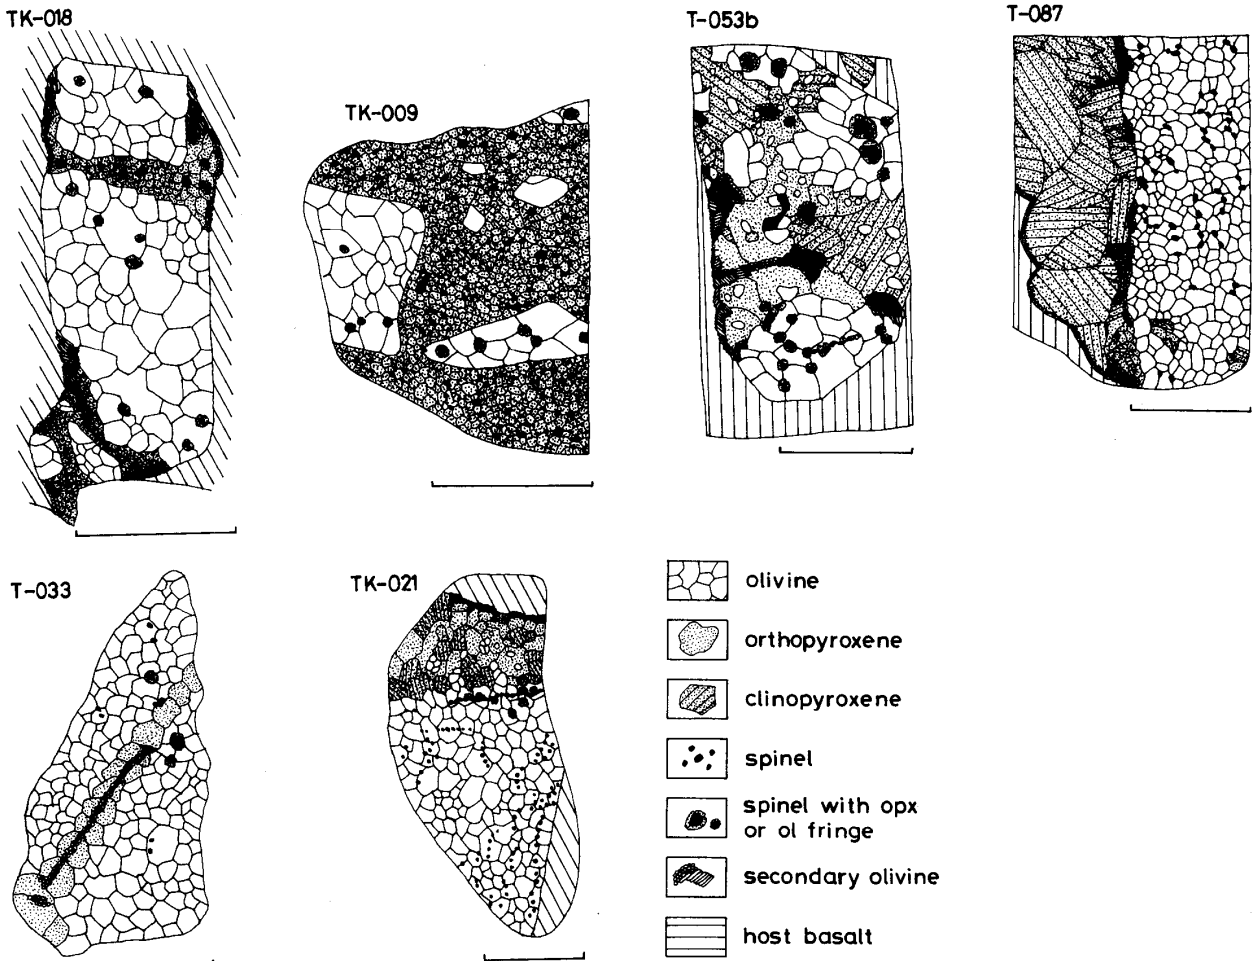 TK-018
TK-009
T-053b
T-087
T-033
TK-021
olivine
orthopyroxene
clinopyroxene
spinel
spinel with opx
or ol fringe
secondary olivine
host basalt